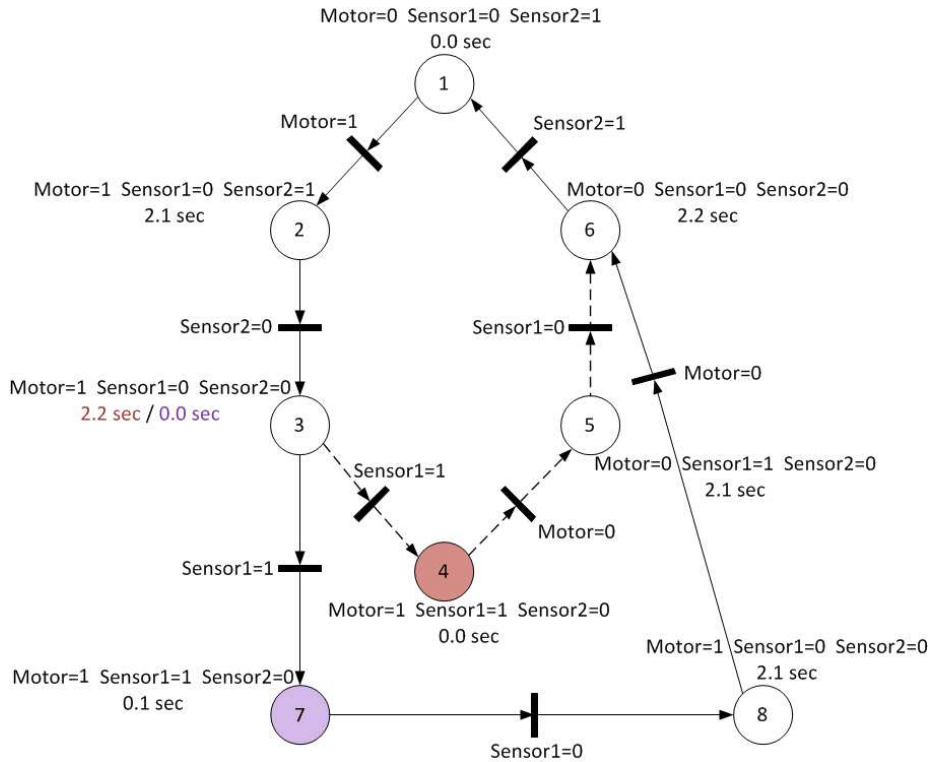 Motor=0 Sensor1=0 Sensor2=1
0.0 sec
1
Motor=1
Sensor2=1
Motor=1 Sensor1=0 Sensor2=1
2.1 sec
2
Motor=0 Sensor1=0 Sensor2=0
2.2 sec
6
Sensor2=0
Sensor1=0
Motor=0
Motor=1 Sensor1=0 Sensor2=0
2.2 sec / 0.0 sec
3
5
Sensor1=1
Motor=0 Sensor1=1 Sensor2=0
2.1 sec
Motor=0
Sensor1=1
4
Motor=1 Sensor1=1 Sensor2=0
0.0 sec
Motor=1 Sensor1=1 Sensor2=0
0.1 sec
7
Motor=1 Sensor1=0 Sensor2=0
2.1 sec
8
Sensor1=0